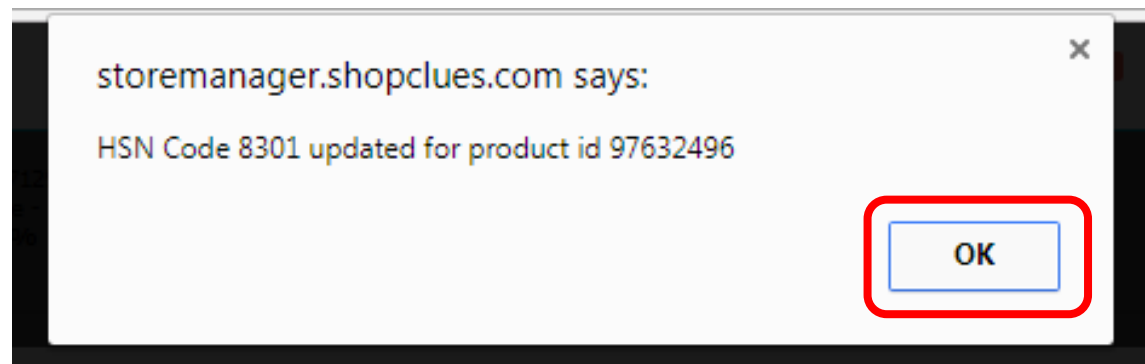 storemanager.shopclues.com says:
HSN Code 8301 updated for product id 97632496
OK